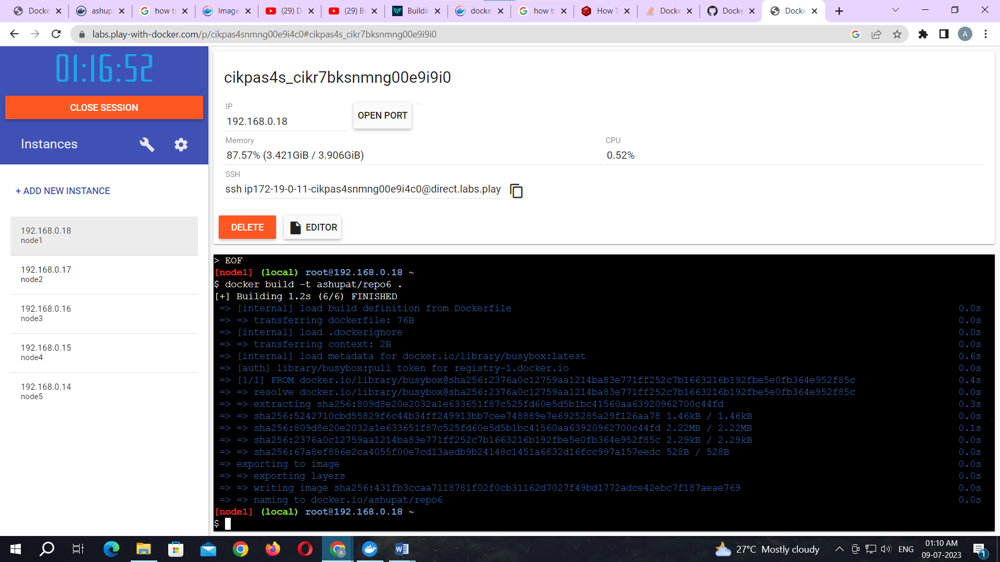 Docke
ashup
how to
Image
(29) D
(29) Bu
Buildin
docker
how to
How T
Docke
Docke
Docke
labs.play-with-docker.com/p/cikpas4snmng00e9i4c0#cikpas4s_cikr7bksnmng00e9i9i0
A
01:16:52
CLOSE SESSION
Instances
+ ADD NEW INSTANCE
192.168.0.18
node1
192.168.0.17
node2
192.168.0.16
node3
192.168.0.15
node4
192.168.0.14
node5
cikpas4s_cikr7bksnmng00e9i9i0
IP
192.168.0.18
OPEN PORT
Memory
87.57% (3.421GiB / 3.906GiB)
CPU
0.52%
SSH
ssh ip172-19-0-11-cikpas4snmng00e9i4c0@direct.labs.play
DELETE
EDITOR
> EOF
[node1] (local) root@192.168.0.18 ~
$ docker build -t ashupat/repo6 .
[+] Building 1.2s (6/6) FINISHED
=> [internal] load build definition from Dockerfile 0.0s
=> => transferring dockerfile: 76B 0.0s
=> [internal] load .dockerignore 0.0s
=> => transferring context: 2B 0.0s
=> [internal] load metadata for docker.io/library/busybox:latest 0.6s
=> [auth] library/busybox:pull token for registry-1.docker.io 0.0s
=> [1/1] FROM docker.io/library/busybox@sha256:2376a0c12759aa1214ba83e771ff252c7b1663216b192fbe5e0fb364e952f85c 0.4s
=> => resolve docker.io/library/busybox@sha256:2376a0c12759aa1214ba83e771ff252c7b1663216b192fbe5e0fb364e952f85c 0.0s
=> => extracting sha256:809d8e20e2032a1e633651f87c525fd60e5d5b1bc41560aa63920962700c44fd 0.3s
=> => sha256:5242710cbd55829f6c44b34ff249913bb7cee748889e7e6925285a29f126aa78 1.46kB / 1.46kB 0.0s
=> => sha256:809d8e20e2032a1e633651f87c525fd60e5d5b1bc41560aa63920962700c44fd 2.22MB / 2.22MB 0.1s
=> => sha256:2376a0c12759aa1214ba83e771ff252c7b1663216b192fbe5e0fb364e952f85c 2.29kB / 2.29kB 0.0s
=> => sha256:67a8ef886e2ca4055f00e7cd13aedb9b24148c1451a6832d16fcc997a157eedc 528B / 528B 0.0s
=> exporting to image 0.0s
=> => exporting layers 0.0s
=> => writing image sha256:431fb3ccaa7118781f02f0cb31162d7027f49bd1772adce42ebc7f187aeae769 0.0s
=> => naming to docker.io/ashupat/repo6 0.0s
[node1] (local) root@192.168.0.18 ~
$
27°C Mostly cloudy
ENG
01:10 AM
09-07-2023
1